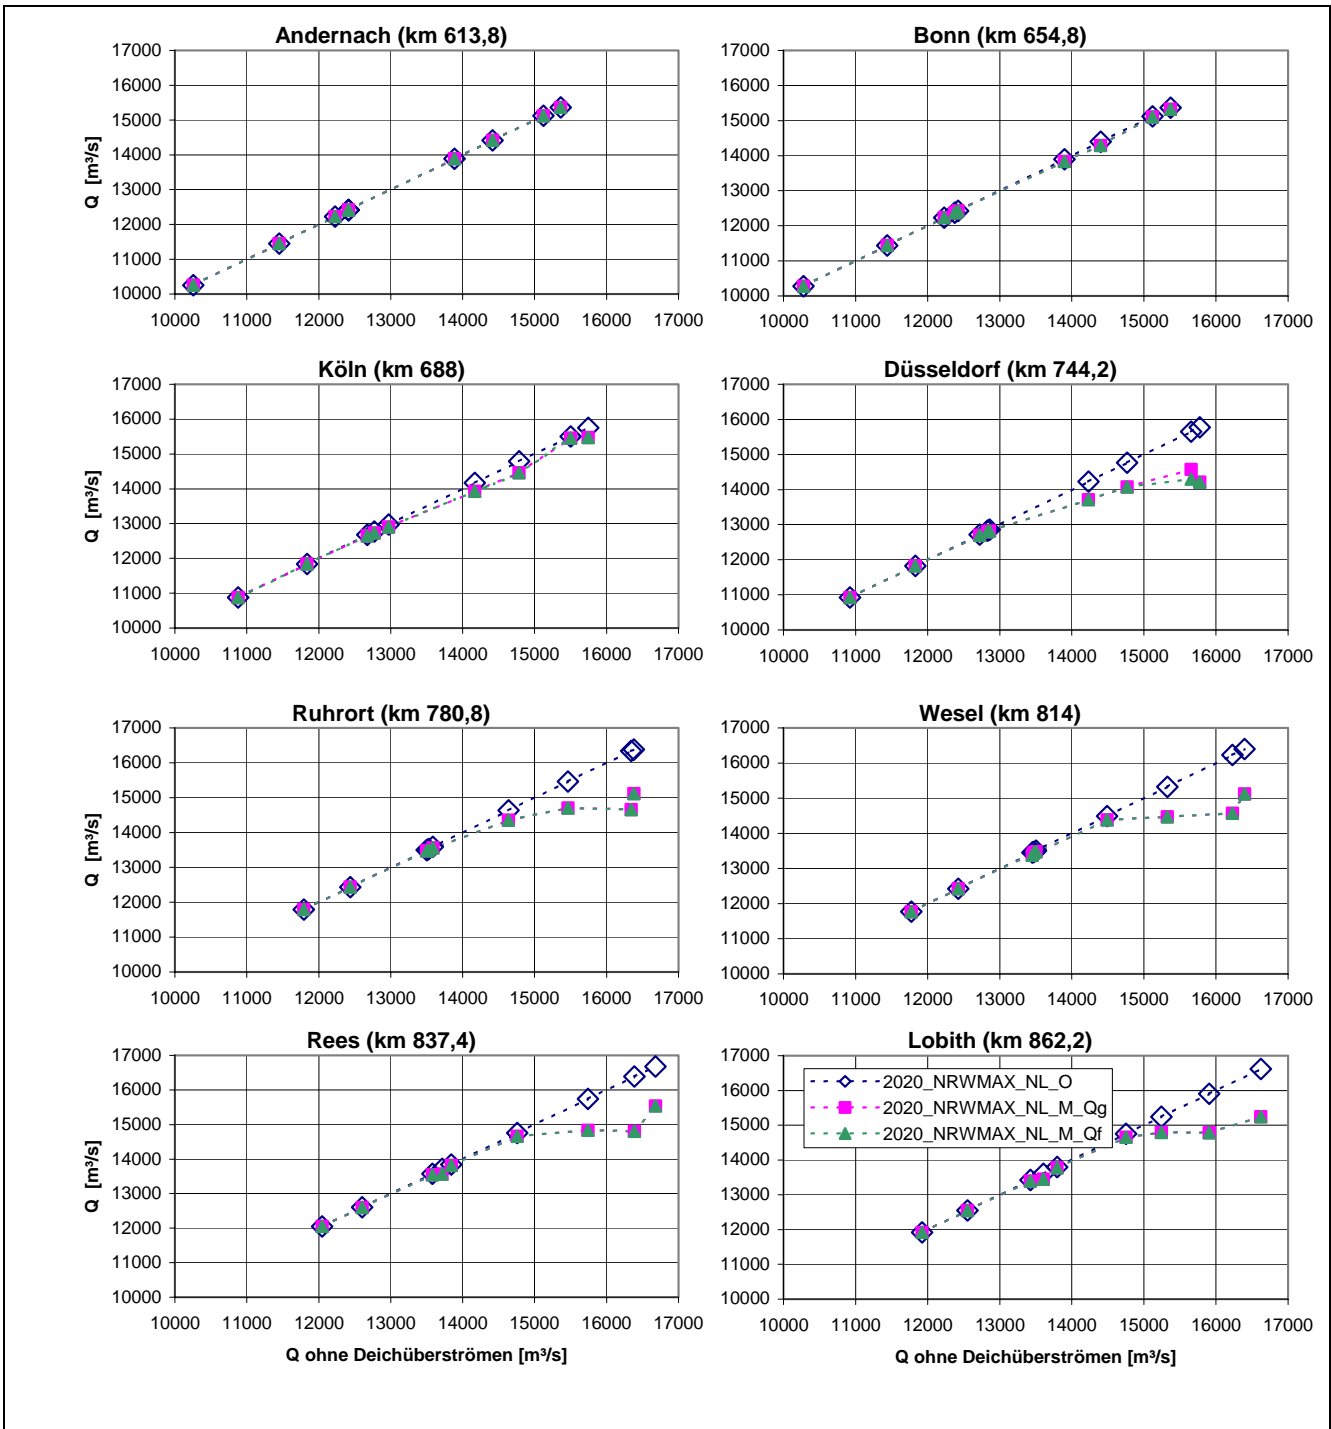 Andernach (km 613,8)
17000
16000
15000
14000
13000
12000
11000
10000
Q [m³/s]
10000 11000 12000 13000 14000 15000 16000 17000
Bonn (km 654,8)
17000
16000
15000
14000
13000
12000
11000
10000
10000 11000 12000 13000 14000 15000 16000 17000
Köln (km 688)
17000
16000
15000
14000
13000
12000
11000
10000
Q [m³/s]
10000 11000 12000 13000 14000 15000 16000 17000
Düsseldorf (km 744,2)
17000
16000
15000
14000
13000
12000
11000
10000
10000 11000 12000 13000 14000 15000 16000 17000
Ruhrort (km 780,8)
17000
16000
15000
14000
13000
12000
11000
10000
Q [m³/s]
10000 11000 12000 13000 14000 15000 16000 17000
Wesel (km 814)
17000
16000
15000
14000
13000
12000
11000
10000
10000 11000 12000 13000 14000 15000 16000 17000
Rees (km 837,4)
17000
16000
15000
14000
13000
12000
11000
10000
Q [m³/s]
10000 11000 12000 13000 14000 15000 16000 17000
Q ohne Deichüberströmen [m³/s]
Lobith (km 862,2)
17000
16000
15000
14000
13000
12000
11000
10000
2020_NRWMAX_NL_O
2020_NRWMAX_NL_M_Qg
2020_NRWMAX_NL_M_Qf
10000 11000 12000 13000 14000 15000 16000 17000
Q ohne Deichüberströmen [m³/s]